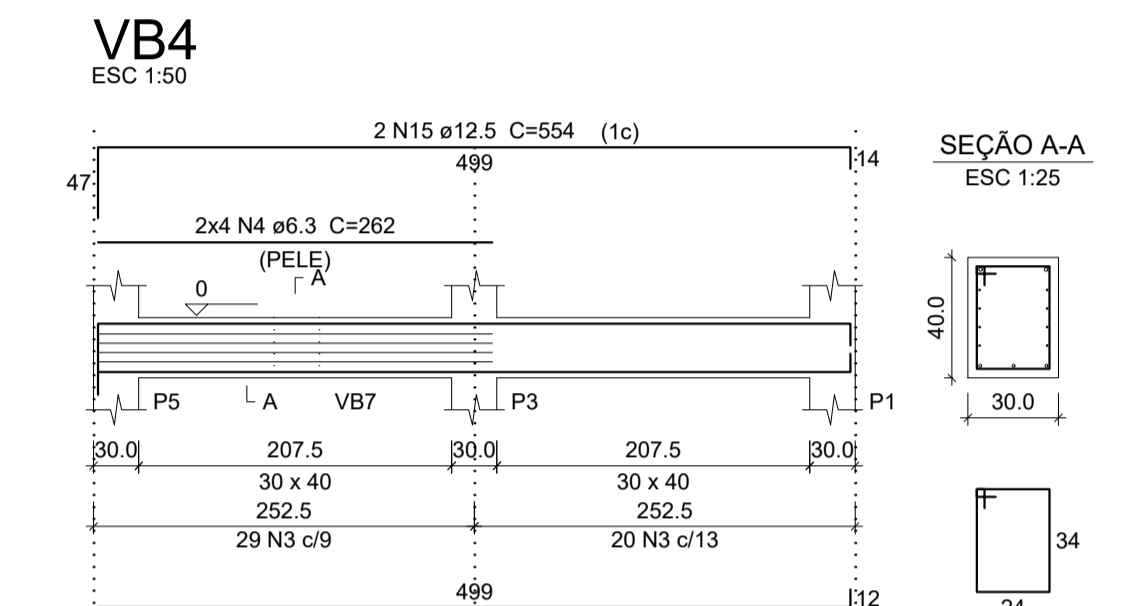 VB4
ESC 1:50
2 N15 ø12.5 C=554 (1c)
499
47
14
2x4 N4 ø6.3 C=262
(PELE)
A
0
P5
A
VB7
P3
P1
30.0
207.5
30.0
207.5
30.0
30 x 40
30 x 40
252.5
252.5
29 N3 c/9
20 N3 c/13
499
12
SEÇÃO A-A
ESC 1:25
40.0
30.0
34
24